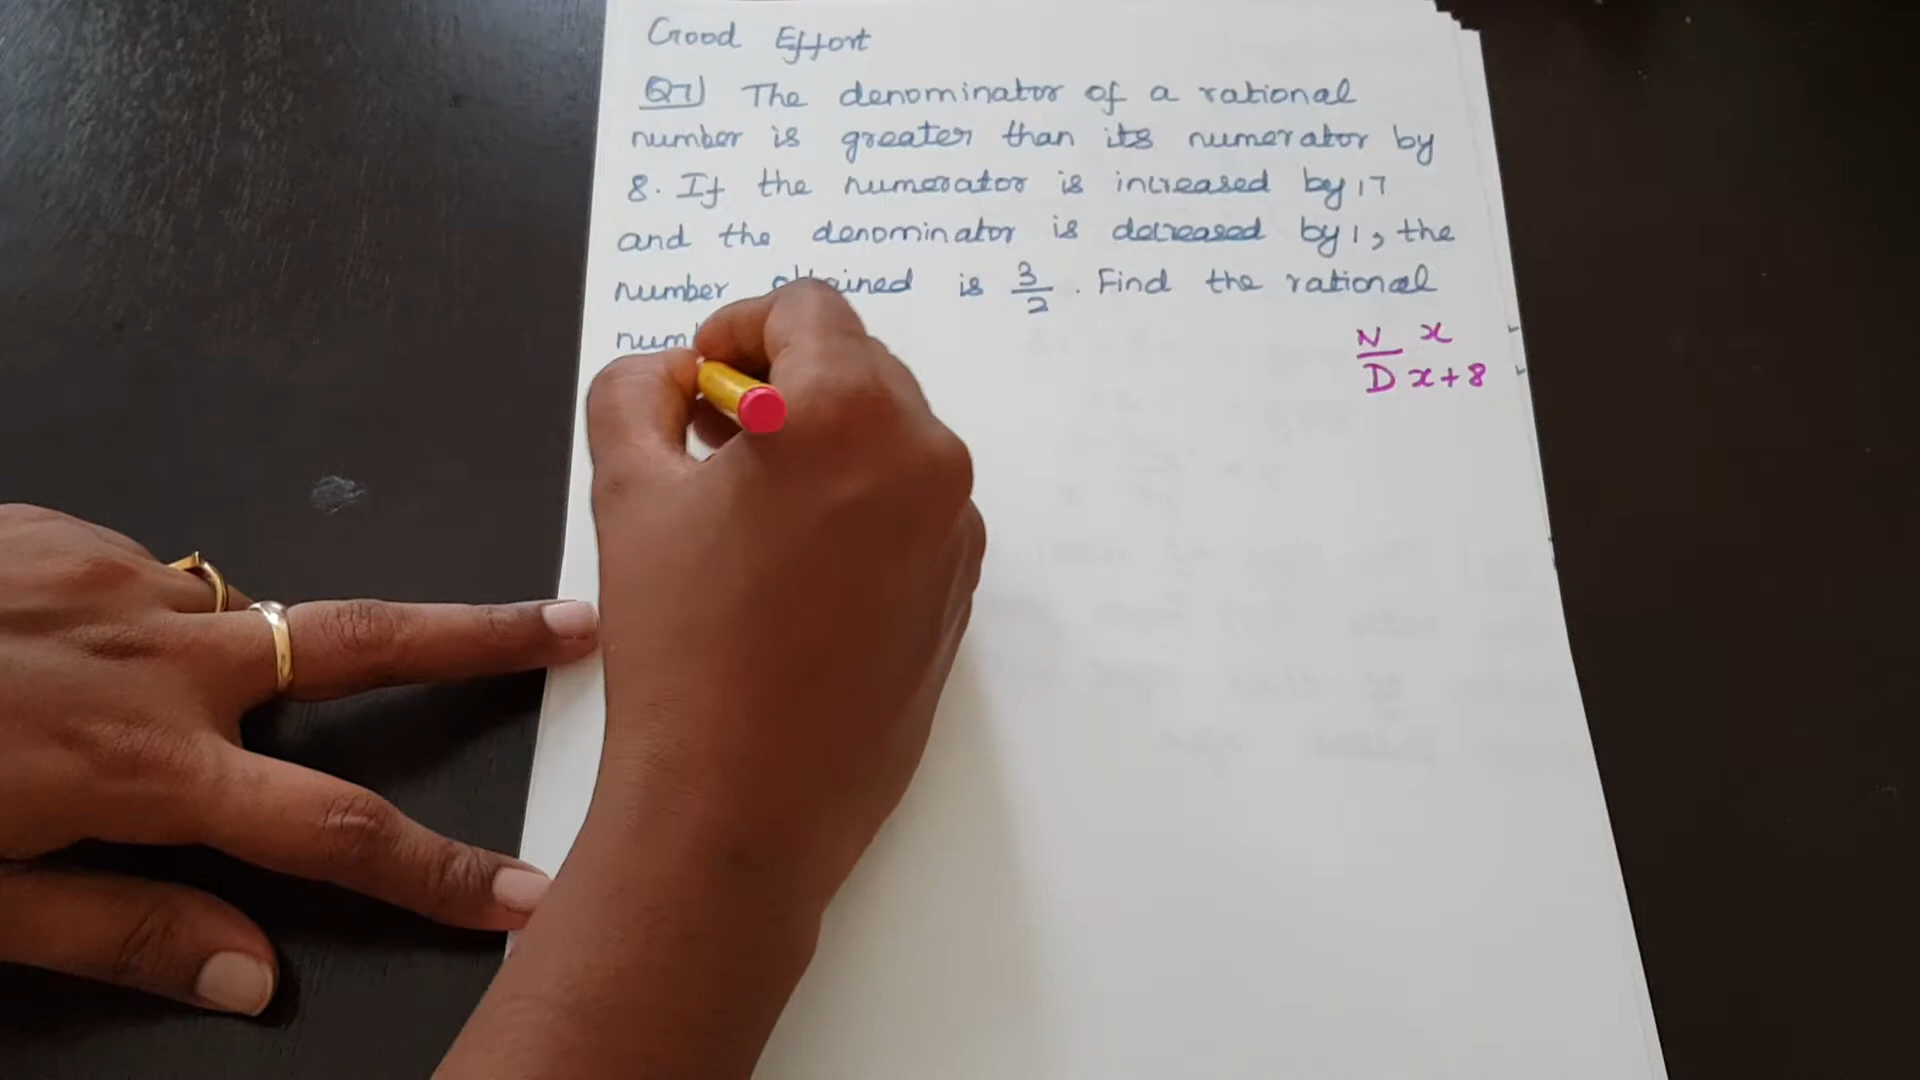 Good Effort
Q7) The denominator of a rational
number is greater than its numerator by
8. If the numerator is increased by 17
and the denominator is decreased by 1, the
number is 3/2. Find the rational
N x
D x+8